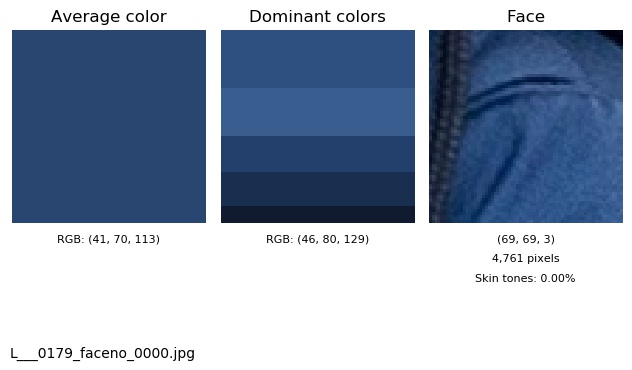 Average color
Dominant colors
Face
RGB: (41, 70, 113)
RGB: (46, 80, 129)
(69, 69, 3)
4,761 pixels
Skin tones: 0.00%
L___0179_faceno_0000.jpg